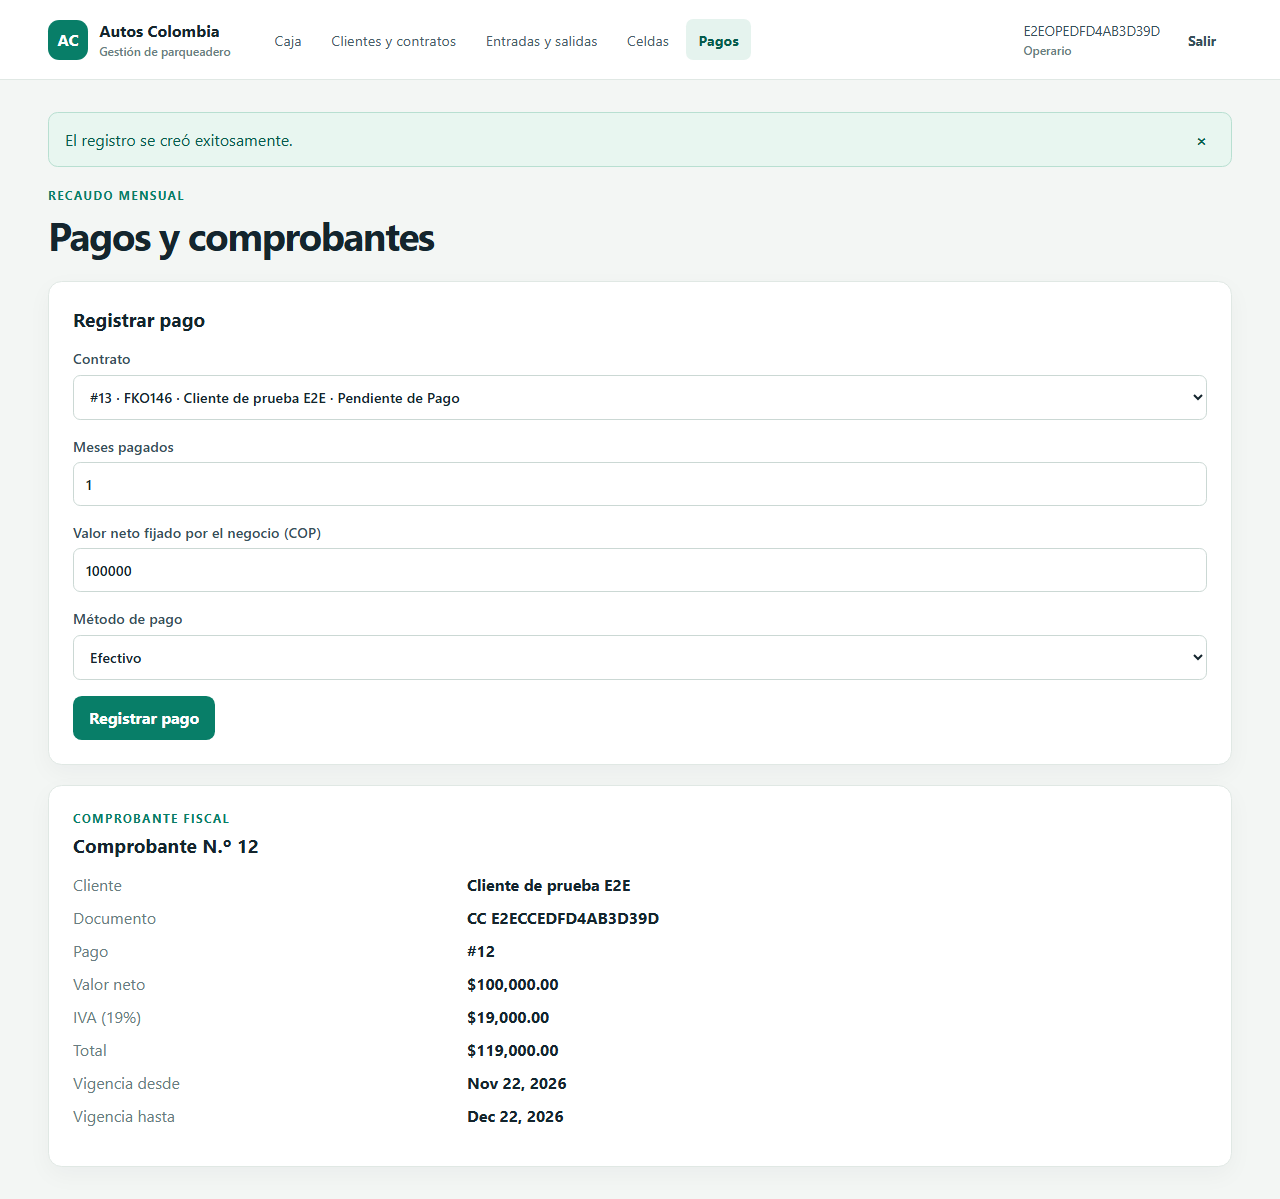 AC
Autos Colombia
Gestión de parqueadero
Caja
Clientes y contratos
Entradas y salidas
Celdas
Pagos
E2EOPEDFD4AB3D39D
Operario
Salir
El registro se creó exitosamente.
×
RECAUDO MENSUAL
Pagos y comprobantes
Registrar pago
Contrato
#13 · FKO146 · Cliente de prueba E2E · Pendiente de Pago
Meses pagados
1
Valor neto fijado por el negocio (COP)
100000
Método de pago
Efectivo
Registrar pago
COMPROBANTE FISCAL
Comprobante N.º 12
Cliente Cliente de prueba E2E
Documento CC E2ECCEDFD4AB3D39D
Pago #12
Valor neto $100,000.00
IVA (19%) $19,000.00
Total $119,000.00
Vigencia desde Nov 22, 2026
Vigencia hasta Dec 22, 2026